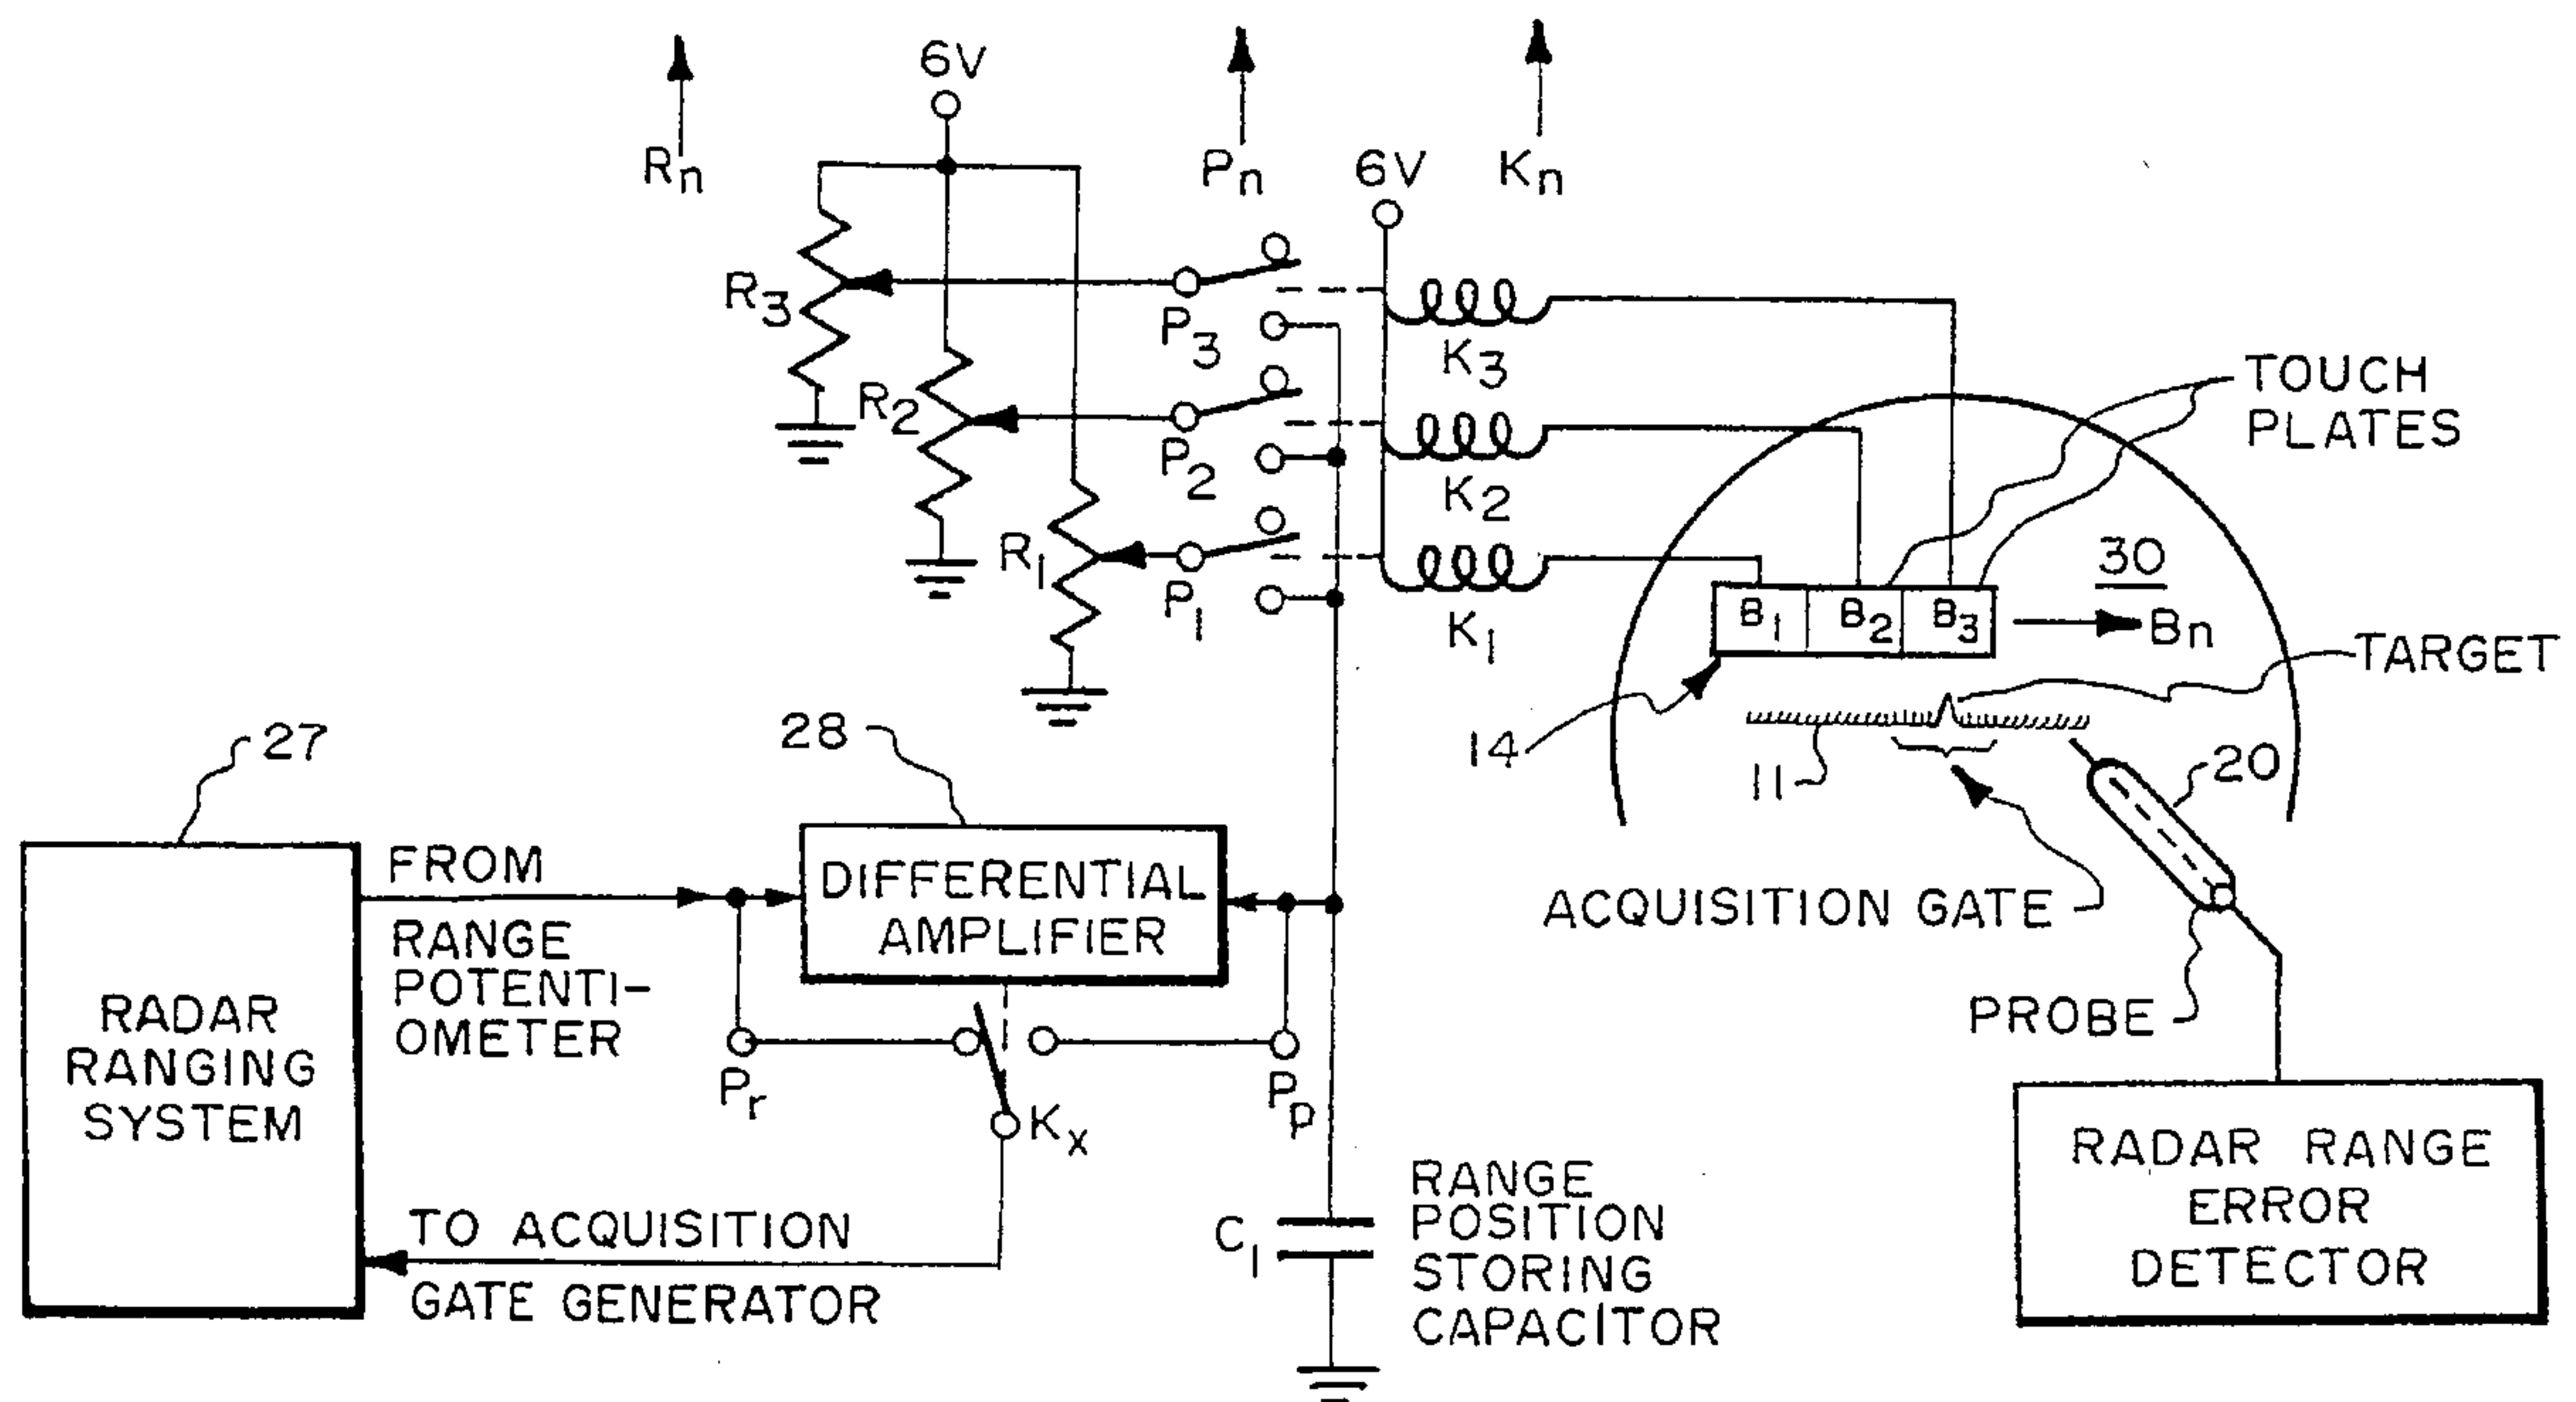 6V
Rn
Pn
6V
Kn
R3
P3
K3
R2
P2
K2
R1
P1
K1
TOUCH
PLATES
30
B1 B2 B3
Bn
TARGET
14
11
20
ACQUISITION GATE
PROBE
27
28
FROM
RANGE
POTENTI-
OMETER
DIFFERENTIAL
AMPLIFIER
RADAR
RANGING
SYSTEM
Pr
Kx
Pp
TO ACQUISITION
GATE GENERATOR
C1
RANGE
POSITION
STORING
CAPACITOR
RADAR RANGE
ERROR
DETECTOR